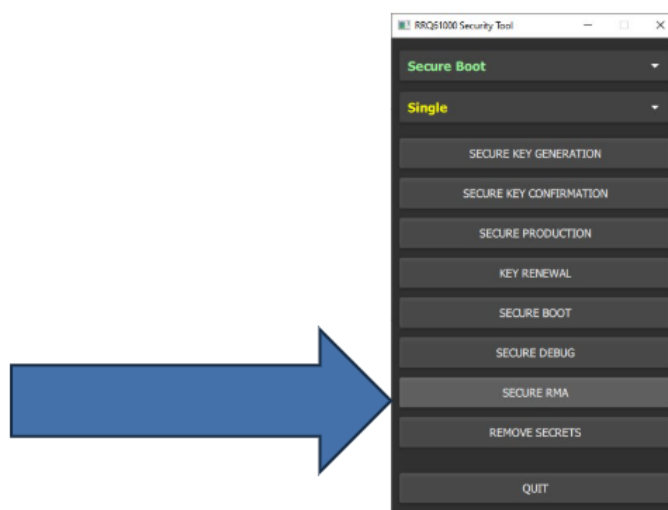 RRQ61000 Security Tool
Secure Boot
Single
SECURE KEY GENERATION
SECURE KEY CONFIRMATION
SECURE PRODUCTION
KEY RENEWAL
SECURE BOOT
SECURE DEBUG
SECURE RMA
REMOVE SECRETS
QUIT